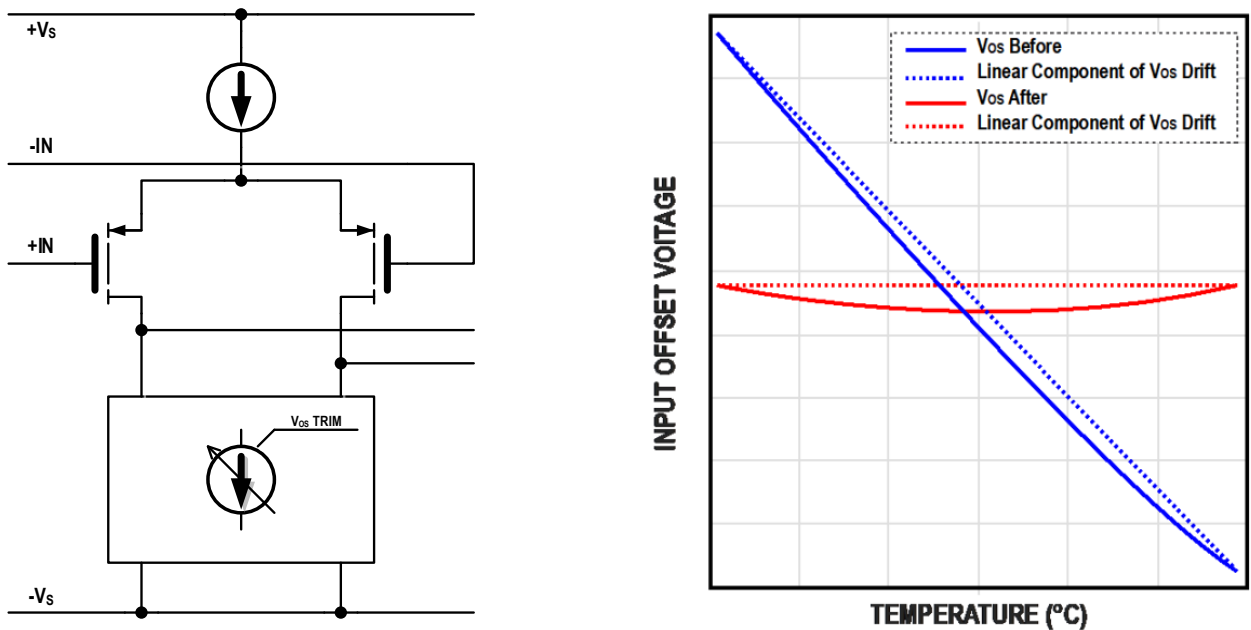 +Vs
-IN
+IN
Vos TRIM
-Vs
Vos Before
Linear Component of Vos Drift
Vos After
Linear Component of Vos Drift
INPUT OFFSET VOITAGE
TEMPERATURE (°C)